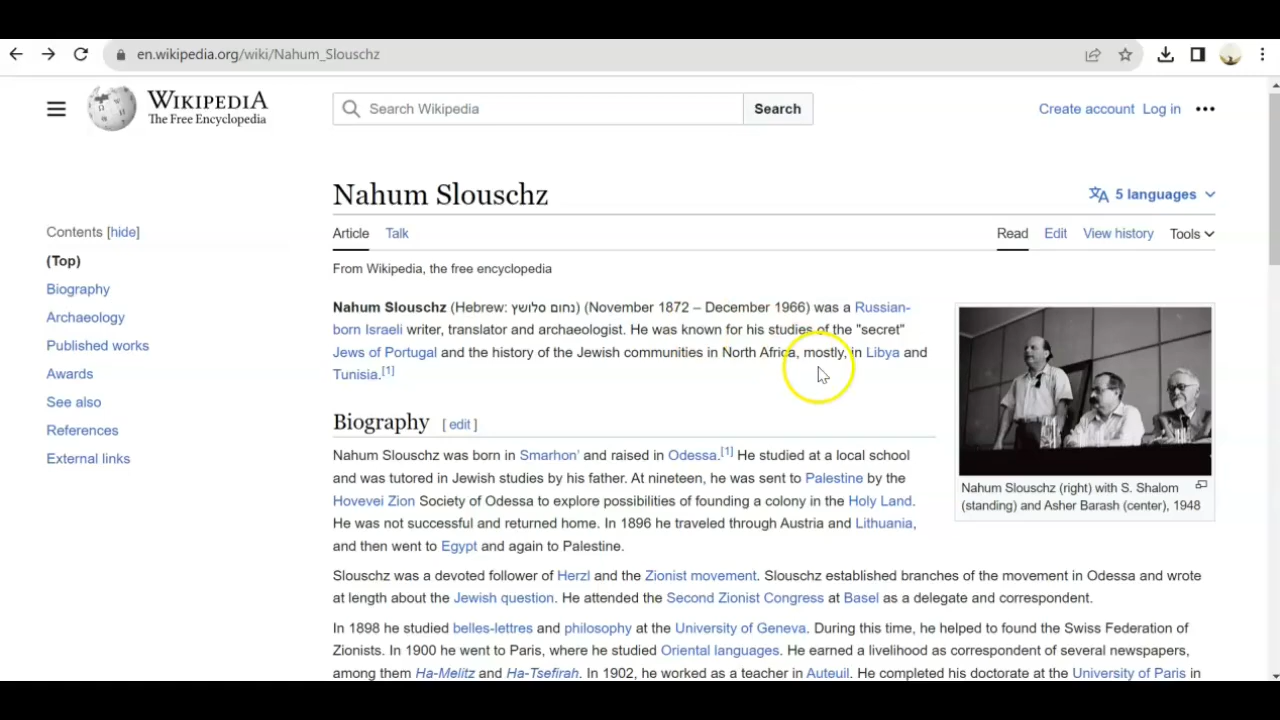 en.wikipedia.org/wiki/Nahum_Slouschz
WIKIPEDIA
The Free Encyclopedia
Search Wikipedia
Search
Create account Log in
Nahum Slouschz
5 languages
Contents [hide]
Article Talk
Read Edit View history Tools
(Top)
From Wikipedia, the free encyclopedia
Biography
Archaeology
Published works
Awards
See also
References
External links
Nahum Slouschz (Hebrew: נחום סלושץ) (November 1872 – December 1966) was a Russian-
born Israeli writer, translator and archaeologist. He was known for his studies of the "secret"
Jews of Portugal and the history of the Jewish communities in North Africa, mostly, in Libya and
Tunisia.[1]
Nahum Slouschz (right) with S. Shalom
(standing) and Asher Barash (center), 1948
Biography [ edit ]
Nahum Slouschz was born in Smarhon' and raised in Odessa.[1] He studied at a local school
and was tutored in Jewish studies by his father. At nineteen, he was sent to Palestine by the
Hovevei Zion Society of Odessa to explore possibilities of founding a colony in the Holy Land.
He was not successful and returned home. In 1896 he traveled through Austria and Lithuania,
and then went to Egypt and again to Palestine.
Slouschz was a devoted follower of Herzl and the Zionist movement. Slouschz established branches of the movement in Odessa and wrote
at length about the Jewish question. He attended the Second Zionist Congress at Basel as a delegate and correspondent.
In 1898 he studied belles-lettres and philosophy at the University of Geneva. During this time, he helped to found the Swiss Federation of
Zionists. In 1900 he went to Paris, where he studied Oriental languages. He earned a livelihood as correspondent of several newspapers,
among them Ha-Melitz and Ha-Tsefirah. In 1902, he worked as a teacher in Auteuil. He completed his doctorate at the University of Paris in